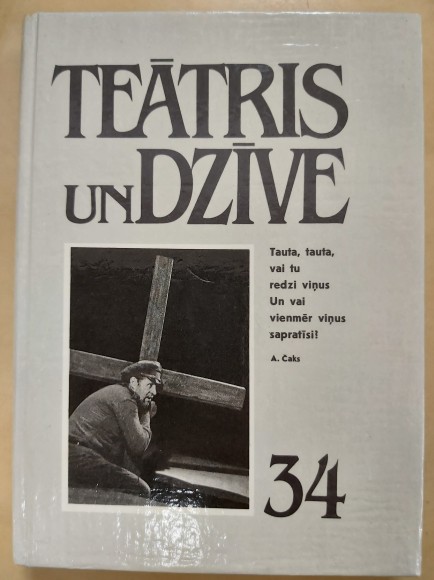 TEĀTRIS
UN DZĪVE
Tauta, tauta,
vai tu
redzi viņus
Un vai
vienmēr viņus
sapratīsi!
A. Čaks
34